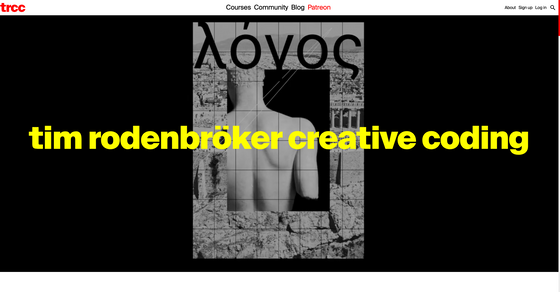 trcc
Courses Community Blog Patreon
About Sign up Log in
λόγος
tim rodenbröker creative coding